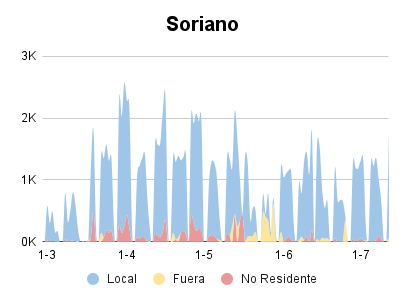 Soriano
3K
2K
1K
0K
1-3 1-4 1-5 1-6 1-7
Local Fuera No Residente